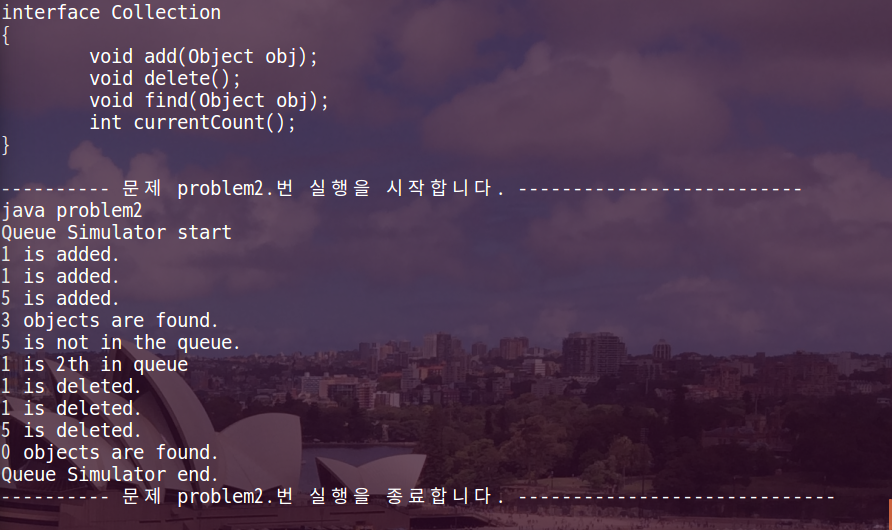 interface Collection
{
        void add(Object obj);
        void delete();
        void find(Object obj);
        int currentCount();
}

---------- 문제 problem2.번 실행을 시작합니다. --------------------------
java problem2
Queue Simulator start
1 is added.
1 is added.
5 is added.
3 objects are found.
5 is not in the queue.
1 is 2th in queue
1 is deleted.
1 is deleted.
5 is deleted.
0 objects are found.
Queue Simulator end.
---------- 문제 problem2.번 실행을 종료합니다. -----------------------------